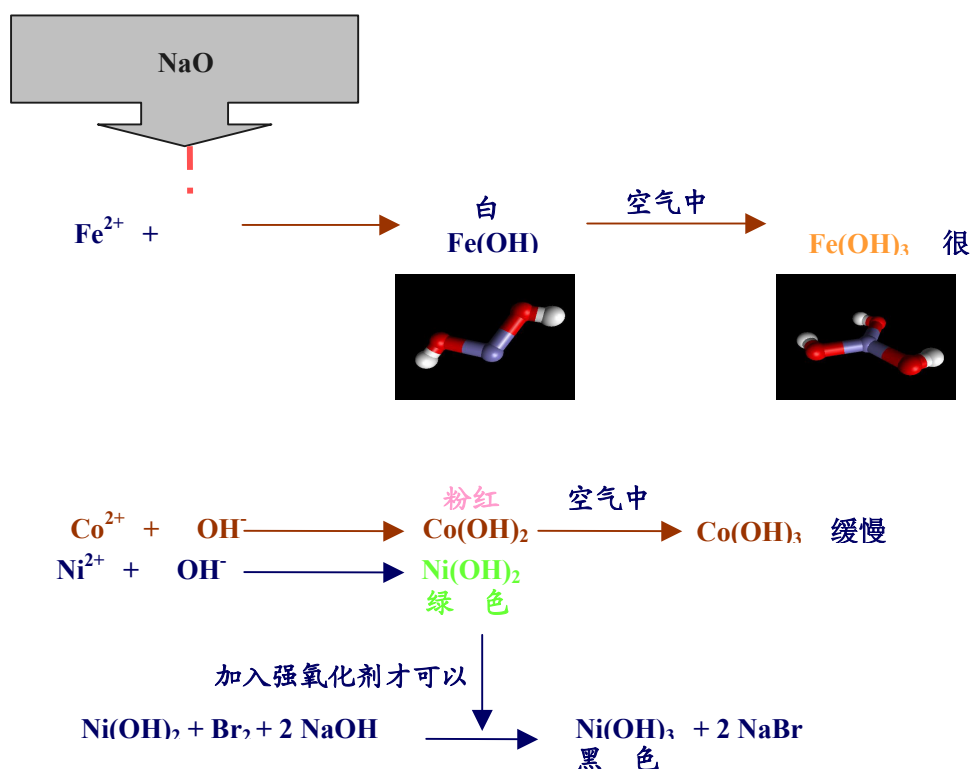 NaO
白
空气中
Fe²⁺ +
Fe(OH)
Fe(OH)₃ 很
粉红
空气中
Co²⁺ + OH⁻
Co(OH)₂
Co(OH)₃ 缓慢
Ni²⁺ + OH⁻
Ni(OH)₂
绿 色
加入强氧化剂才可以
Ni(OH)₂ + Br₂ + 2 NaOH
Ni(OH)₃ + 2 NaBr
黑 色